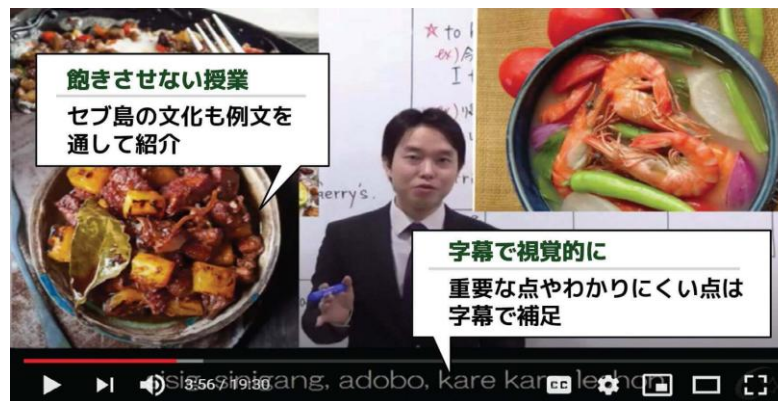 飽きさせない授業
セブ島の文化も例文を
通して紹介
字幕で視覚的に
重要な点やわかりにくい点は
字幕で補足
sisig, sinigang, adobo, kare kare, lechon
3:56 / 19:30